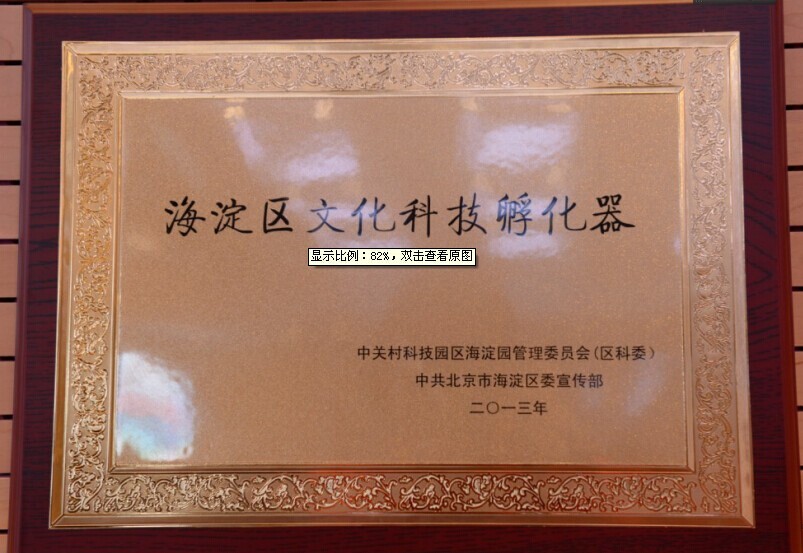 海淀区文化科技孵化器
显示比例：82%，双击查看原图
中关村科技园区海淀园管理委员会(区科委)
中共北京市海淀区委宣传部
二〇一三年